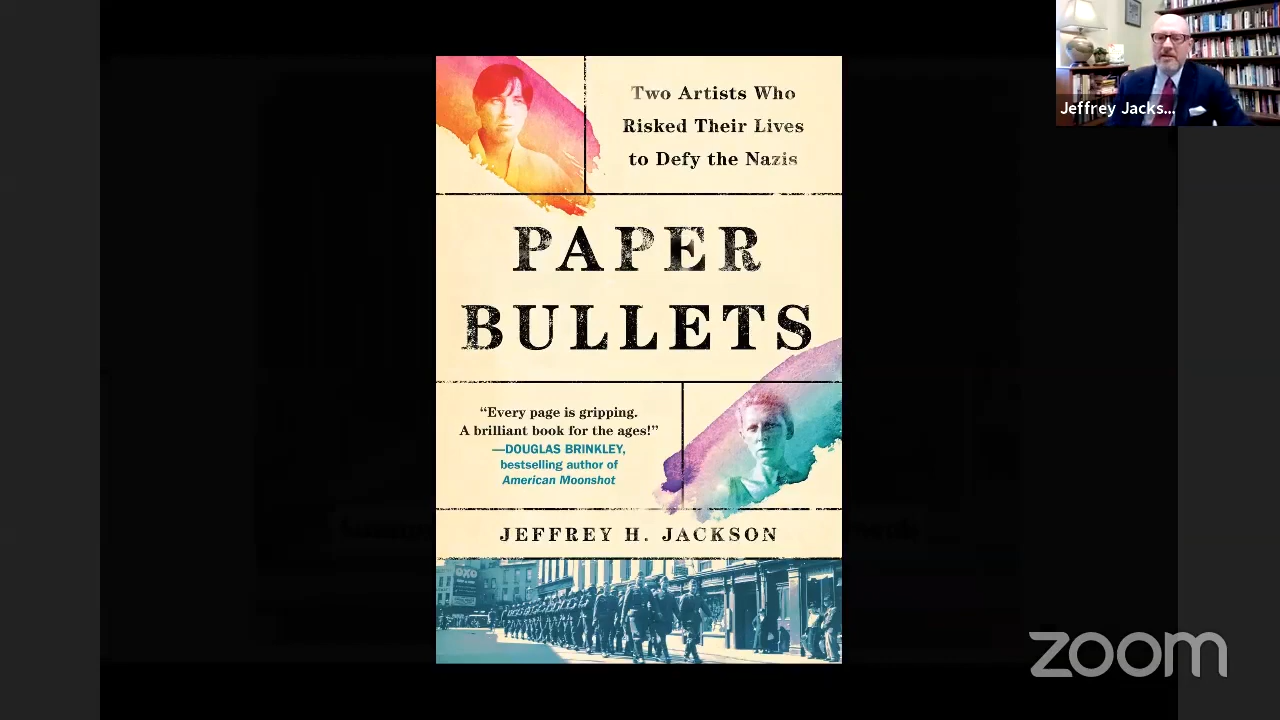 Two Artists Who
Risked Their Lives
to Defy the Nazis
PAPER
BULLETS
“Every page is gripping.
A brilliant book for the ages!”
—DOUGLAS BRINKLEY,
bestselling author of
American Moonshot
JEFFREY H. JACKSON
OXO
Jeffrey Jacks...
zoom